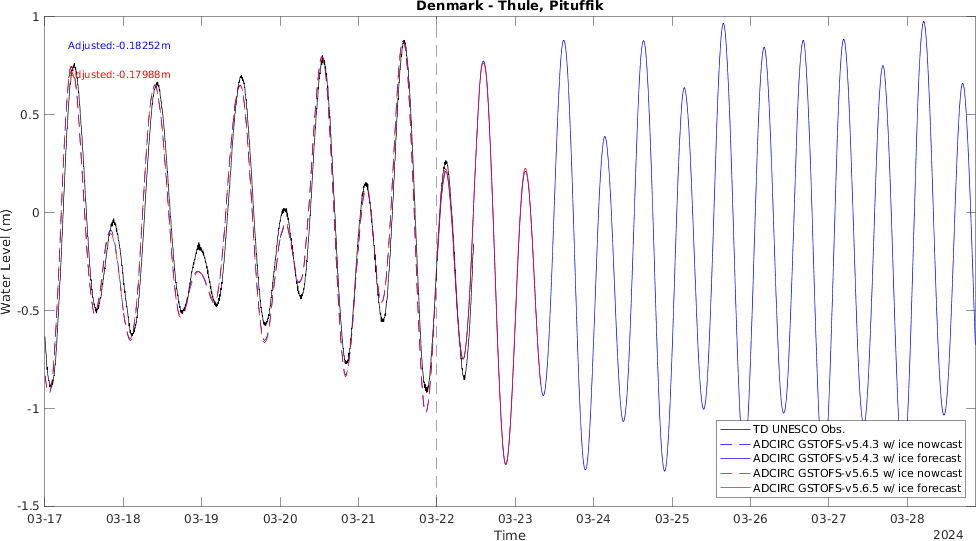 Denmark - Thule, Pituffik
Adjusted:-0.18252m
Adjusted:-0.17988m
Water Level (m)
1
0.5
0
-0.5
-1
-1.5
TD UNESCO Obs.
ADCIRC GSTOFS-v5.4.3 w/ ice nowcast
ADCIRC GSTOFS-v5.4.3 w/ ice forecast
ADCIRC GSTOFS-v5.6.5 w/ ice nowcast
ADCIRC GSTOFS-v5.6.5 w/ ice forecast
03-17 03-18 03-19 03-20 03-21 03-22 03-23 03-24 03-25 03-26 03-27 03-28
Time
2024